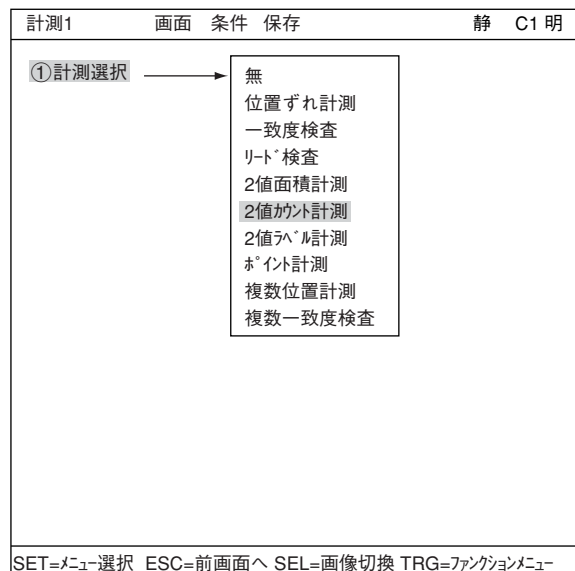 計測1 画面 条件 保存 静 C1 明
①計測選択
無
位置ずれ計測
一致度検査
ﾘｰﾄﾞ検査
2値面積計測
2値ｶｳﾝﾄ計測
2値ﾗﾍﾞﾙ計測
ﾎﾟｲﾝﾄ計測
複数位置計測
複数一致度検査
SET=ﾒﾆｭｰ選択 ESC=前画面へ SEL=画像切換 TRG=ﾌｧﾝｸｼｮﾝﾒﾆｭｰ